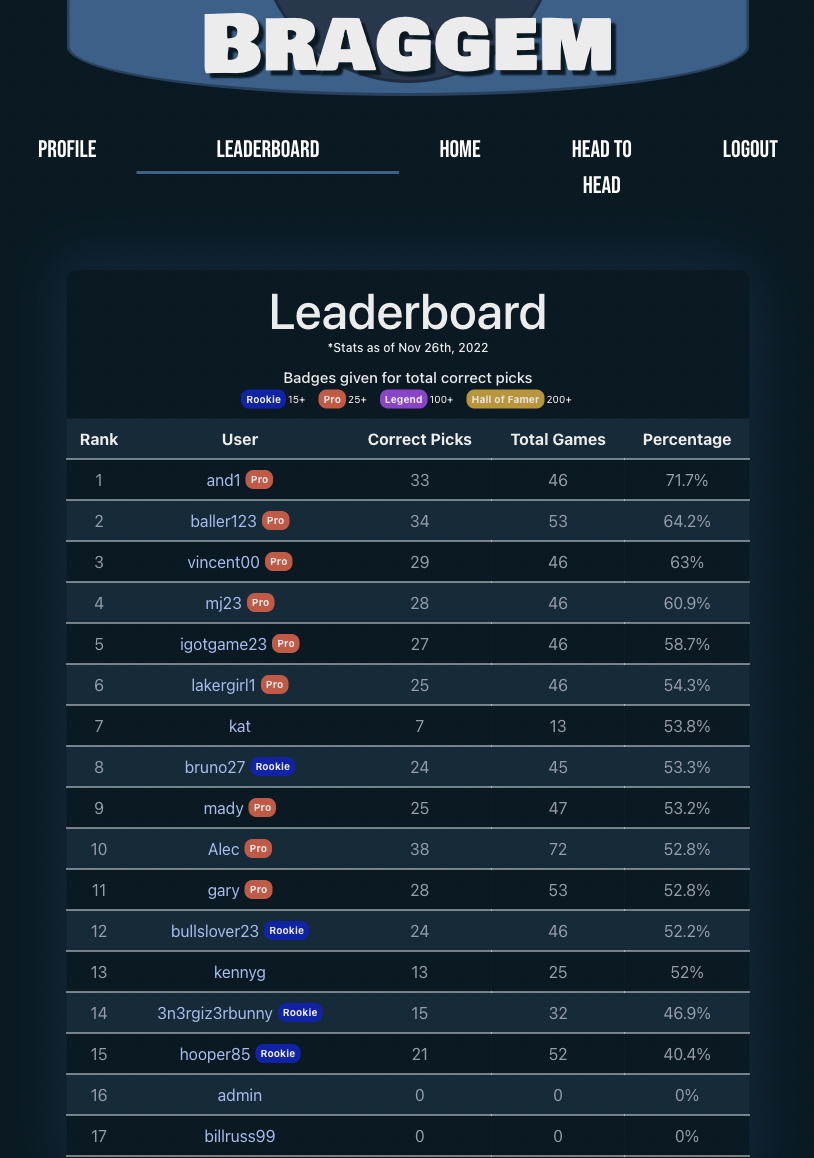 BRAGGEM
PROFILE LEADERBOARD HOME HEAD TO HEAD LOGOUT
Leaderboard
*Stats as of Nov 26th, 2022
Badges given for total correct picks
Rookie 15+ Pro 25+ Legend 100+ Hall of Famer 200+
Rank User Correct Picks Total Games Percentage
1 and1 Pro 33 46 71.7%
2 baller123 Pro 34 53 64.2%
3 vincent00 Pro 29 46 63%
4 mj23 Pro 28 46 60.9%
5 igotgame23 Pro 27 46 58.7%
6 lakergirl1 Pro 25 46 54.3%
7 kat 7 13 53.8%
8 bruno27 Rookie 24 45 53.3%
9 mady Pro 25 47 53.2%
10 Alec Pro 38 72 52.8%
11 gary Pro 28 53 52.8%
12 bullslover23 Rookie 24 46 52.2%
13 kennyg 13 25 52%
14 3n3rgiz3rbunny Rookie 15 32 46.9%
15 hooper85 Rookie 21 52 40.4%
16 admin 0 0 0%
17 billruss99 0 0 0%